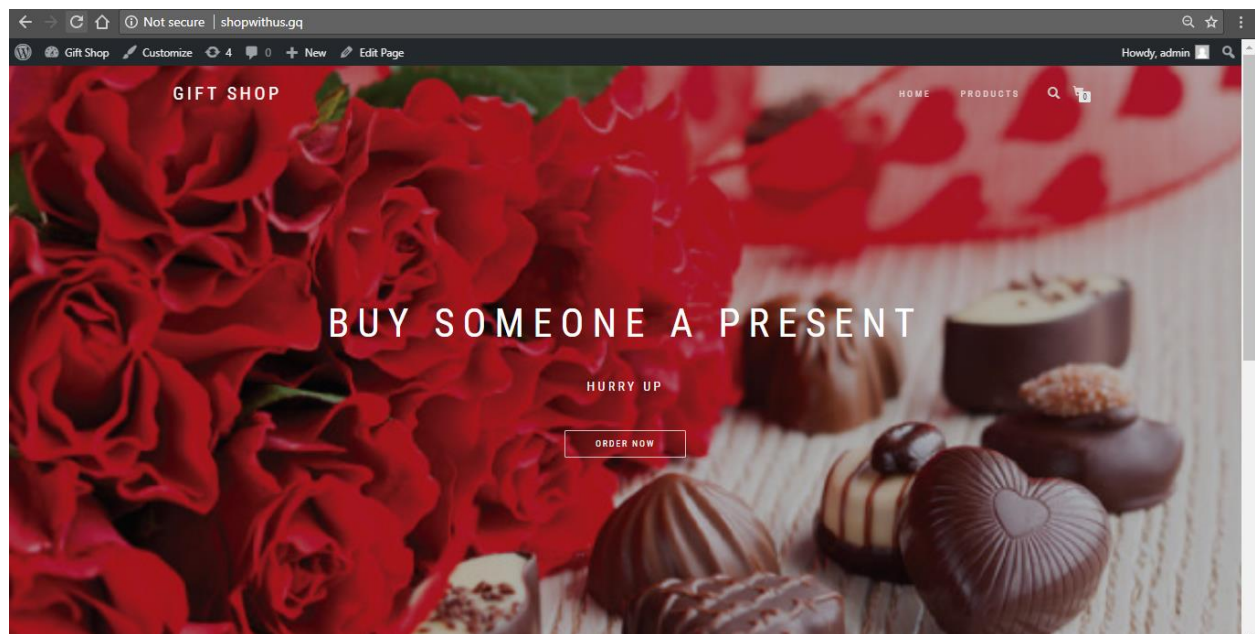 Not secure | shopwithus.gq
Gift Shop Customize 4 0 New Edit Page Howdy, admin
GIFT SHOP HOME PRODUCTS 0
BUY SOMEONE A PRESENT
HURRY UP
ORDER NOW